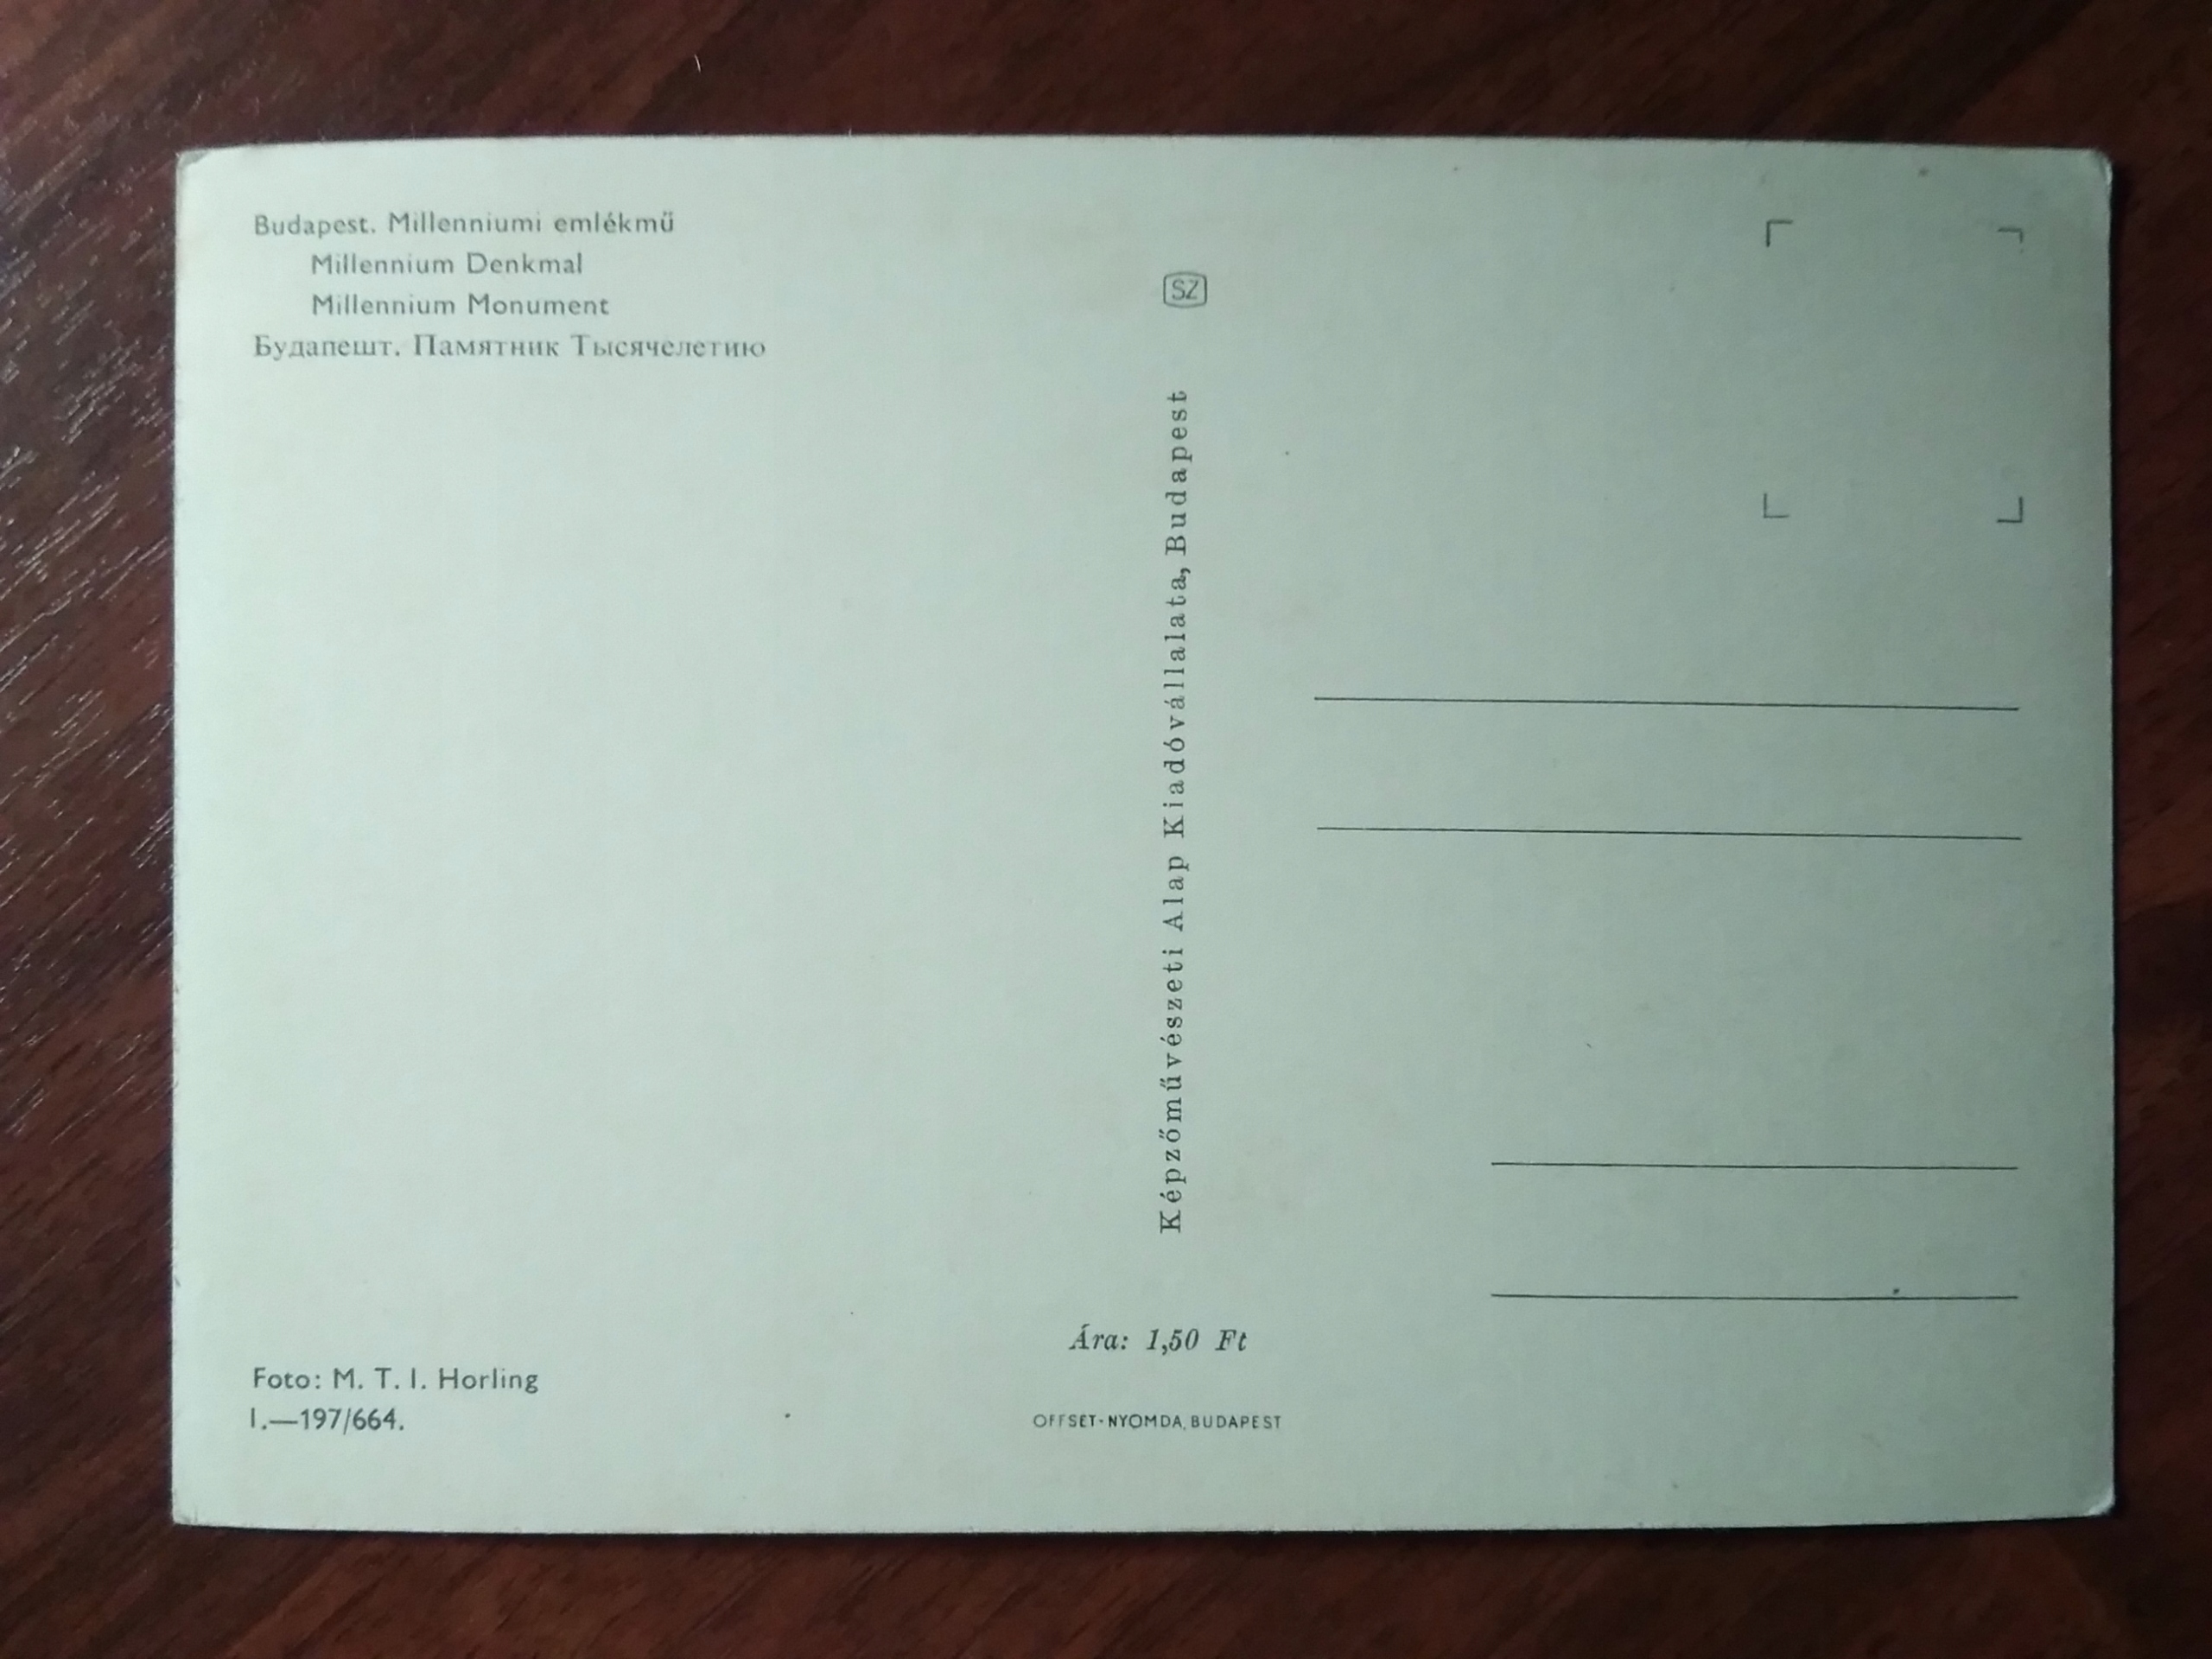 Budapest. Millenniumi emlékmű
Millennium Denkmal
Millennium Monument
Будапешт. Памятник Тысячелетию
SZ
Képzőművészeti Alap Kiadóvállalata, Budapest
Ára: 1,50 Ft
Foto: M. T. I. Horling
I.—197/664.
OFFSET-NYOMDA, BUDAPEST